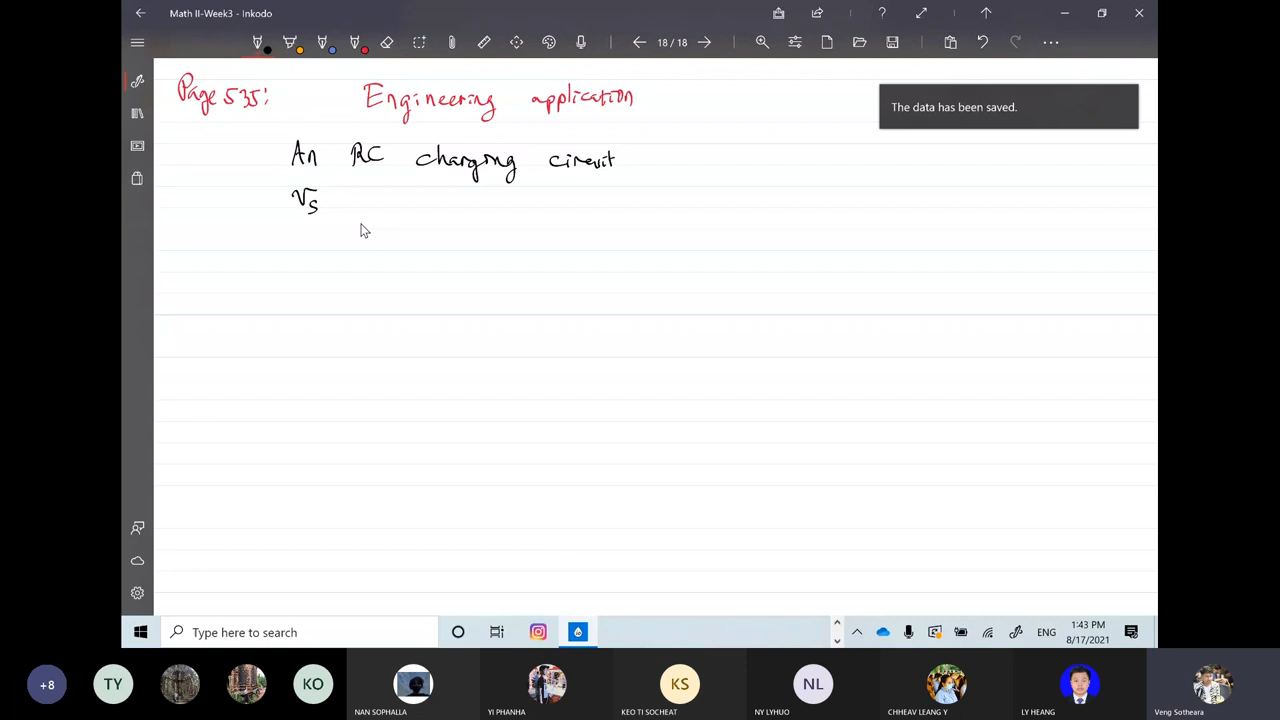 Math II-Week3 - Inkodo
18 / 18
Page 535: Engineering application
The data has been saved.
An RC charging circuit
Vs
Type here to search
ENG
1:43 PM
8/17/2021
+8
TY
KO
KS
NL
NAN SOPHALLA
YI PHANHA
KEO TI SOCHEAT
NY LYHUO
CHHEAV LEANG Y
LY HEANG
Veng Sotheara